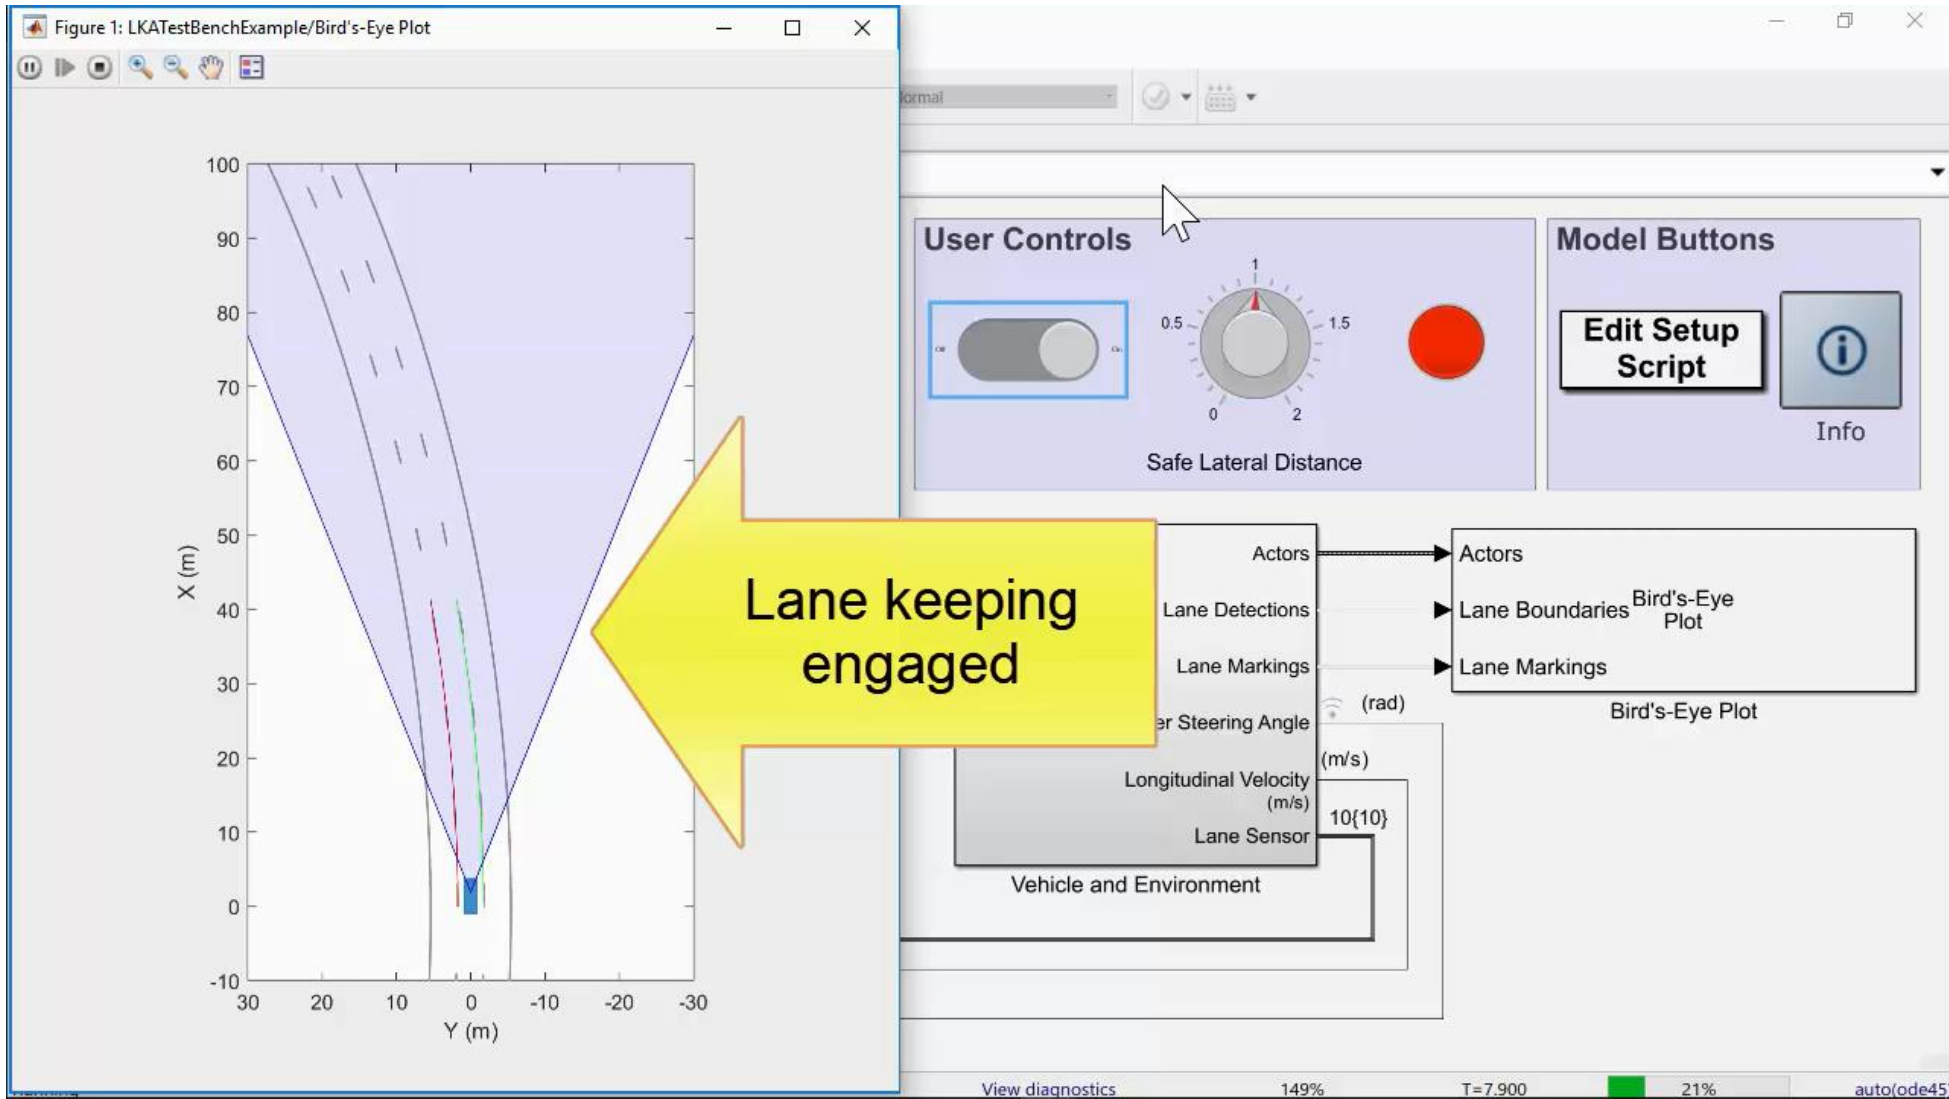 Figure 1: LKATestBenchExample/Bird's-Eye Plot
100
90
80
70
60
50
40
30
20
10
0
-10
X (m)
30 20 10 0 -10 -20 -30
Y (m)
Lane keeping
engaged
User Controls
Off
On
0
0.5
1
1.5
2
Safe Lateral Distance
Model Buttons
Edit Setup
Script
Info
Actors
Lane Detections
Lane Markings
Steering Angle
Longitudinal Velocity
(m/s)
Lane Sensor
Vehicle and Environment
(rad)
(m/s)
10{10}
Actors
Lane Boundaries
Lane Markings
Bird's-Eye
Plot
Bird's-Eye Plot
View diagnostics
149%
T=7.900
21%
auto(ode45